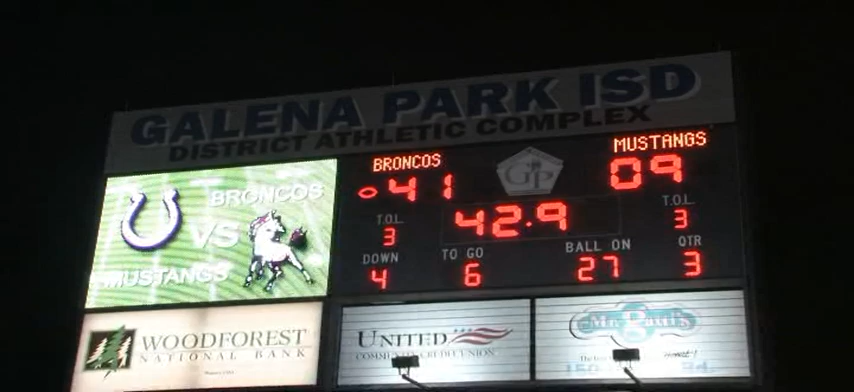 GALENA PARK ISD
DISTRICT ATHLETIC COMPLEX
BRONCOS
VS
MUSTANGS
BRONCOS MUSTANGS
GP
41 09
T.O.L. 3
42.9
T.O.L. 3
DOWN 4
TO GO 6
BALL ON 27
QTR 3
WOODFOREST
NATIONAL BANK
UNITED
COMMUNITY CREDIT UNION